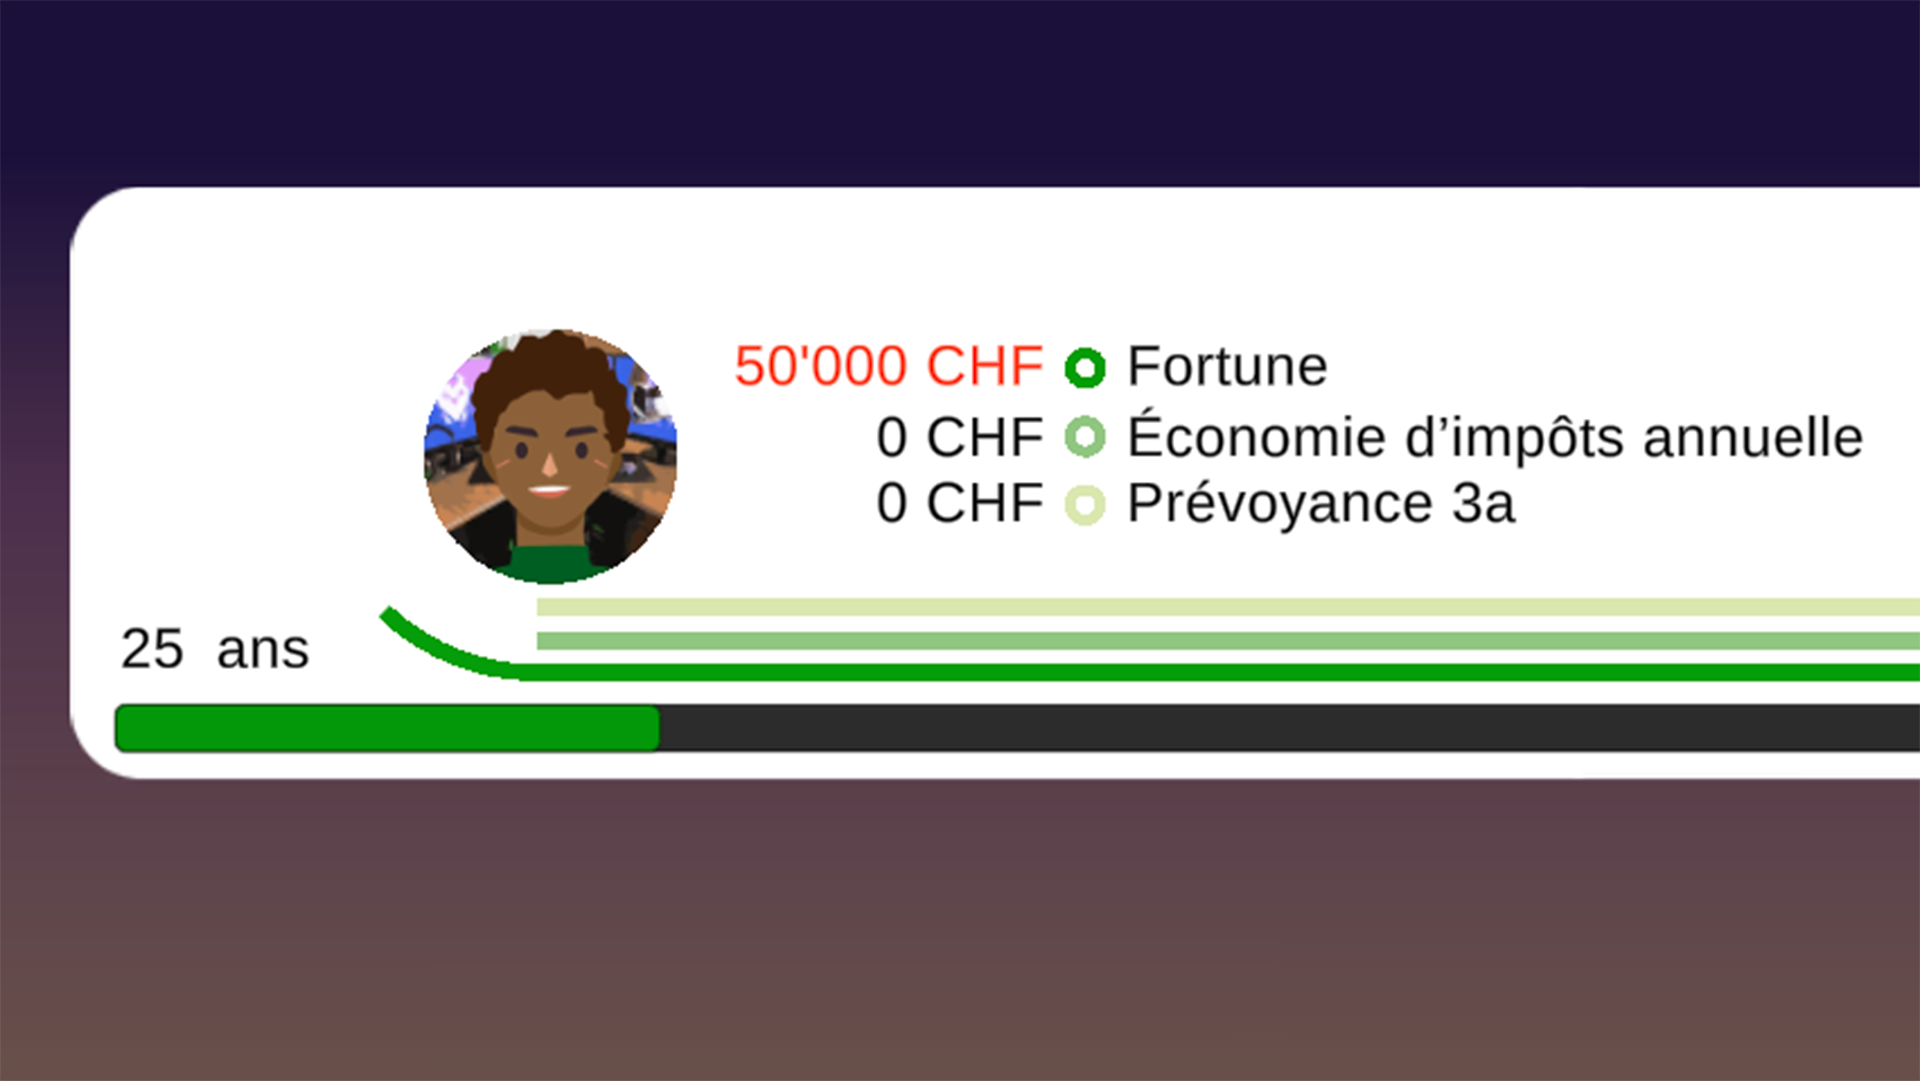 50'000 CHF Fortune
0 CHF Économie d’impôts annuelle
0 CHF Prévoyance 3a
25 ans